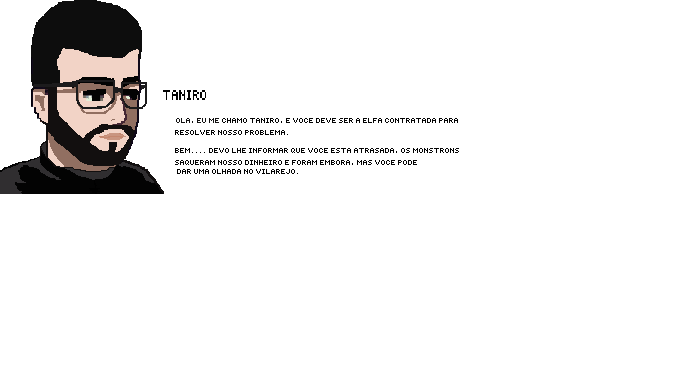 TANIRO
OLA, EU ME CHAMO TANIRO, E VOCE DEVE SER A ELFA CONTRATADA PARA
RESOLVER NOSSO PROBLEMA.
BEM.... DEVO LHE INFORMAR QUE VOCE ESTA ATRASADA, OS MONSTRONS
SAQUERAM NOSSO DINHEIRO E FORAM EMBORA, MAS VOCE PODE
DAR UMA OLHADA NO VILAREJO.